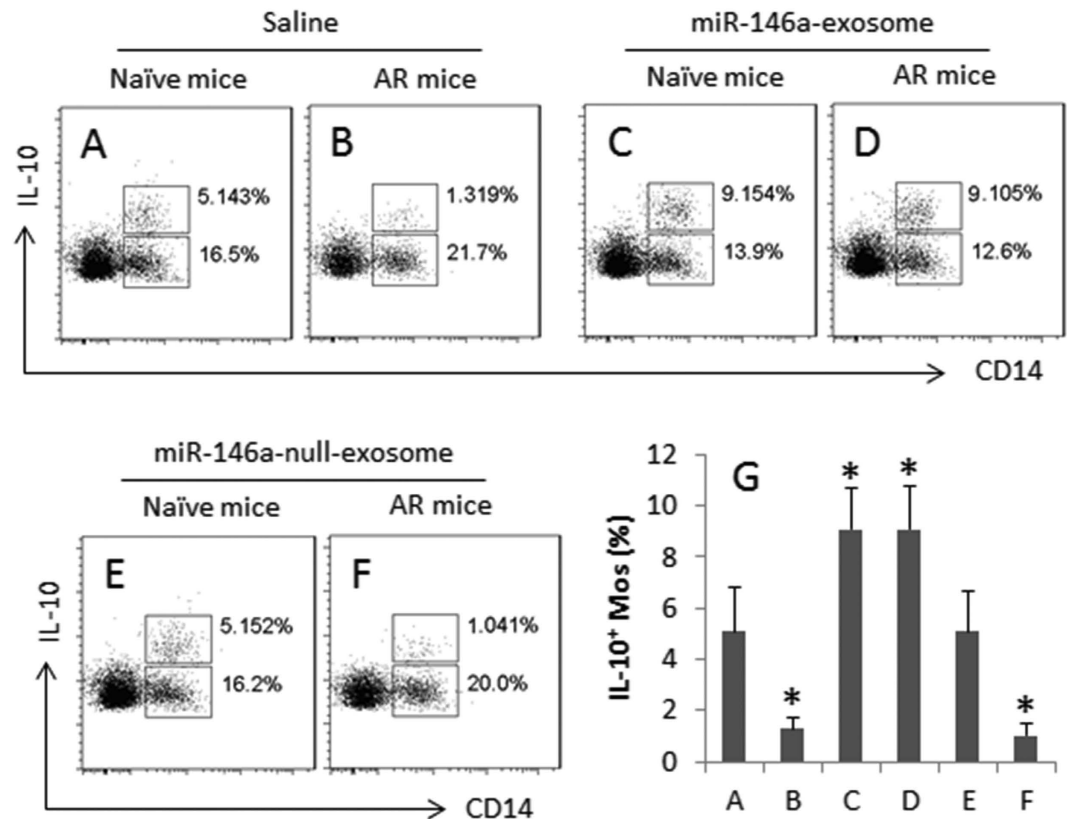 Saline
miR-146a-exosome
Naïve mice
AR mice
Naïve mice
AR mice
IL-10
A
5.143%
16.5%
B
1.319%
21.7%
C
9.154%
13.9%
D
9.105%
12.6%
CD14
miR-146a-null-exosome
Naïve mice
AR mice
IL-10
E
5.152%
16.2%
F
1.041%
20.0%
CD14
G
IL-10+ Mos (%)
12
10
8
6
4
2
0
* * * *
A B C D E F